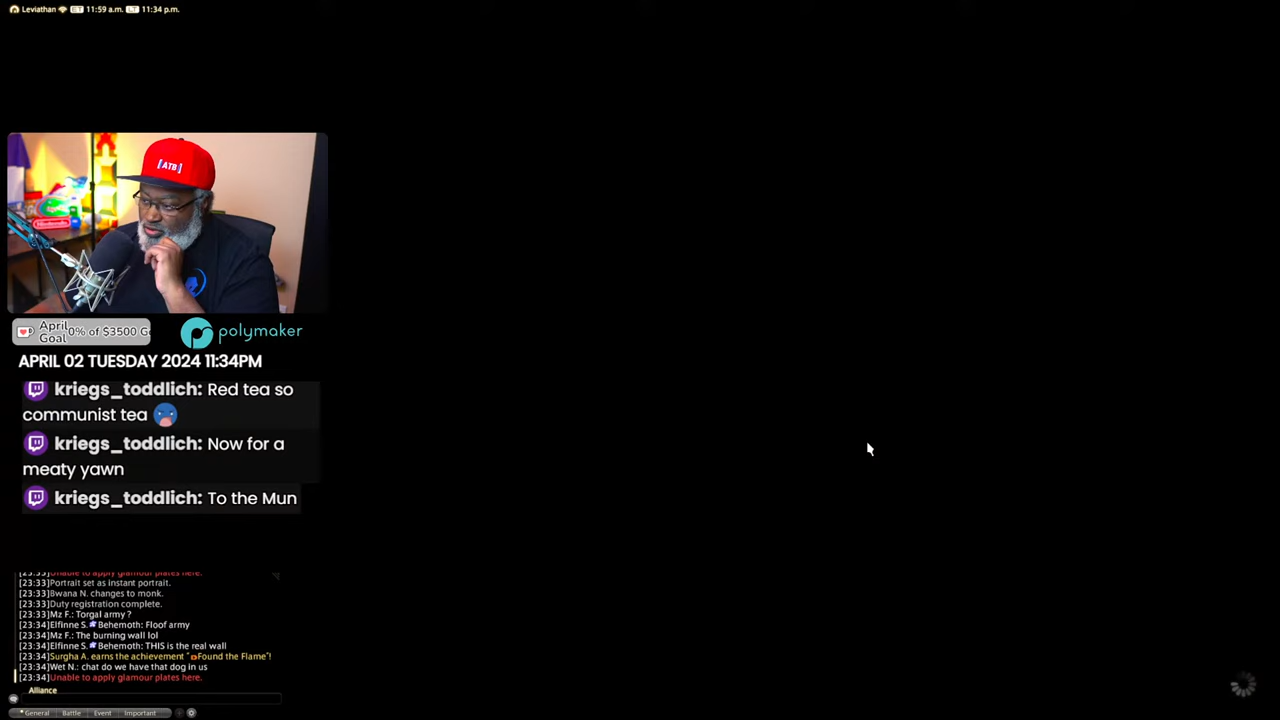 Leviathan ET 11:59 a.m. LT 11:34 p.m.
[ATB]
Nintendo
April Goal 0% of $3500 G
polymaker
APRIL 02 TUESDAY 2024 11:34PM
kriegs_toddlich: Red tea so
communist tea
kriegs_toddlich: Now for a
meaty yawn
kriegs_toddlich: To the Mun
[23:33]Unable to apply glamour plates here.
[23:33]Portrait set as instant portrait.
[23:33]Bwana N. changes to monk.
[23:33]Duty registration complete.
[23:33]Mz F.: Torgal army ?
[23:34]Elfinne S. Behemoth: Floof army
[23:34]Mz F.: The burning wall lol
[23:34]Elfinne S. Behemoth: THIS is the real wall
[23:34]Surgha A. earns the achievement "Found the Flame"!
[23:34]Wet N.: chat do we have that dog in us
[23:34]Unable to apply glamour plates here.
Alliance
General Battle Event Important